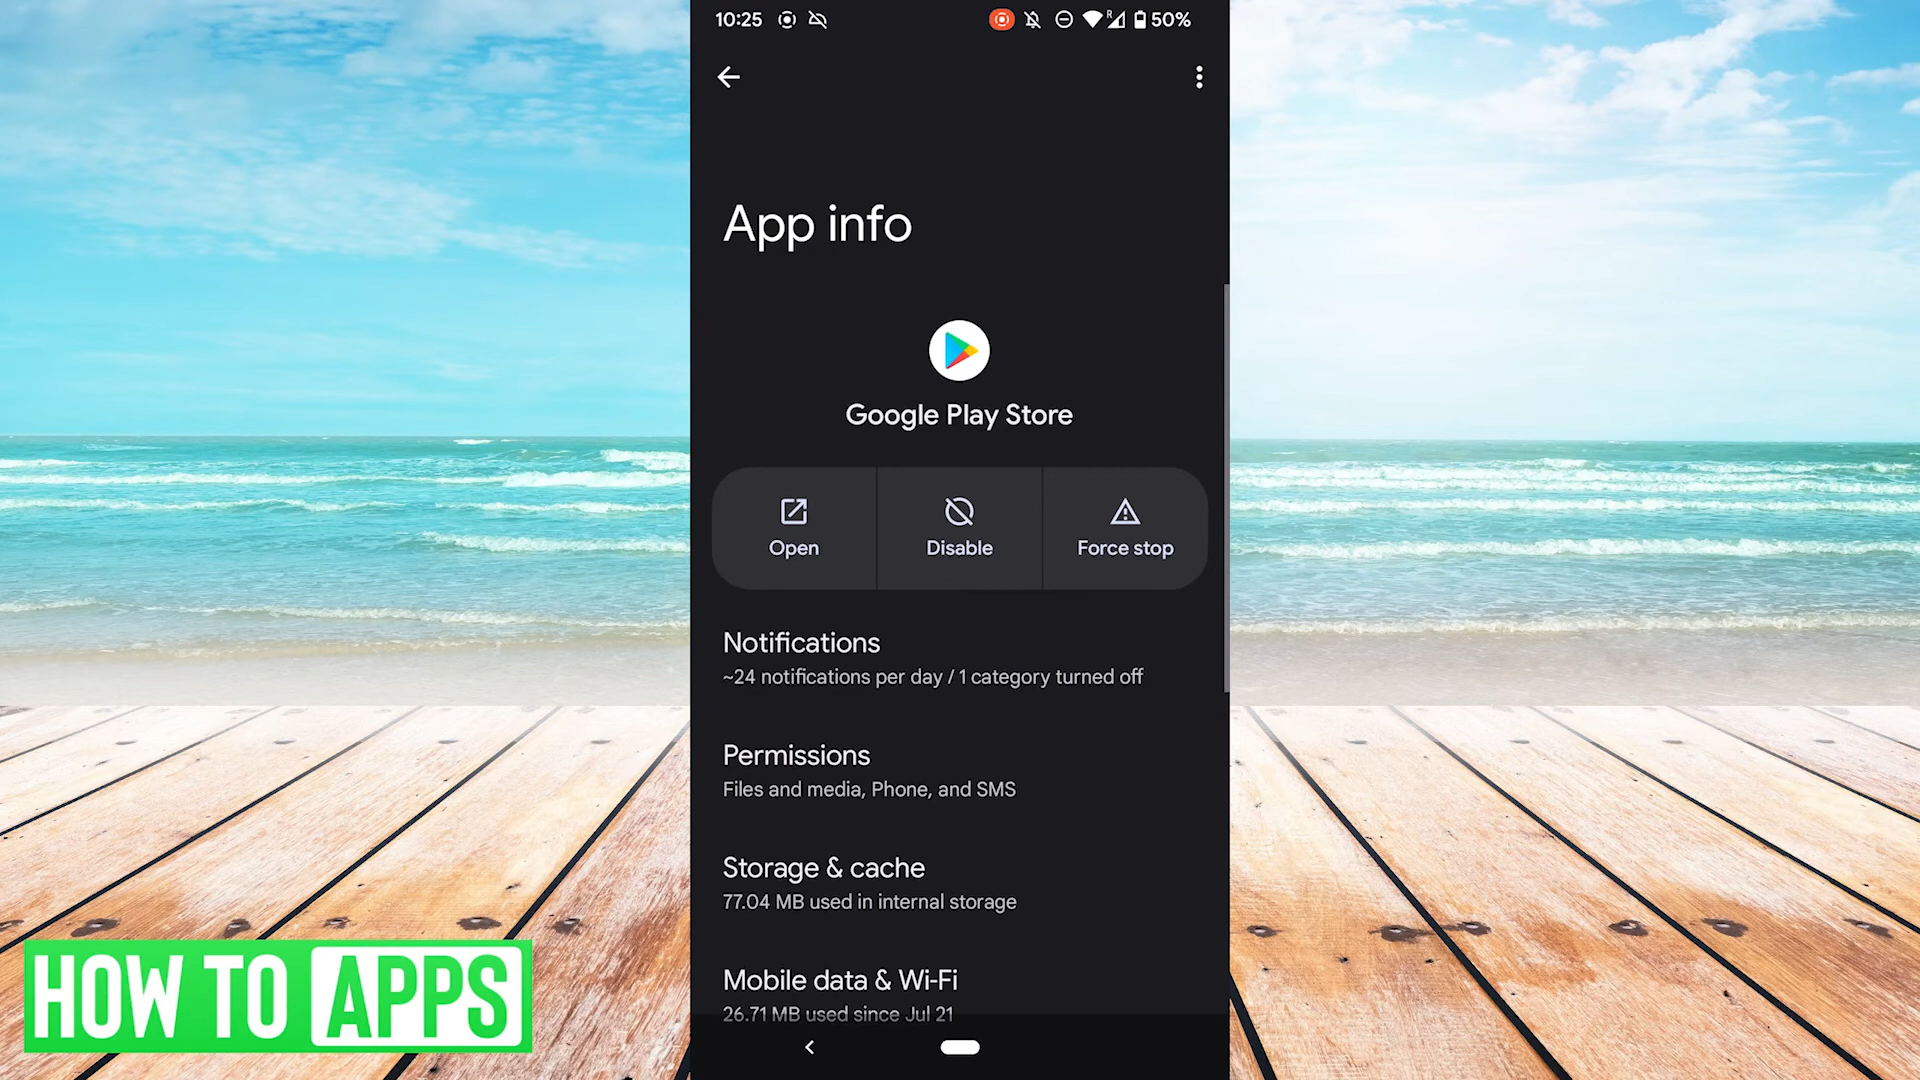 10:25
R
50%
App info
Google Play Store
Open
Disable
Force stop
Notifications
~24 notifications per day / 1 category turned off
Permissions
Files and media, Phone, and SMS
Storage & cache
77.04 MB used in internal storage
Mobile data & Wi-Fi
26.71 MB used since Jul 21
HOW TO APPS